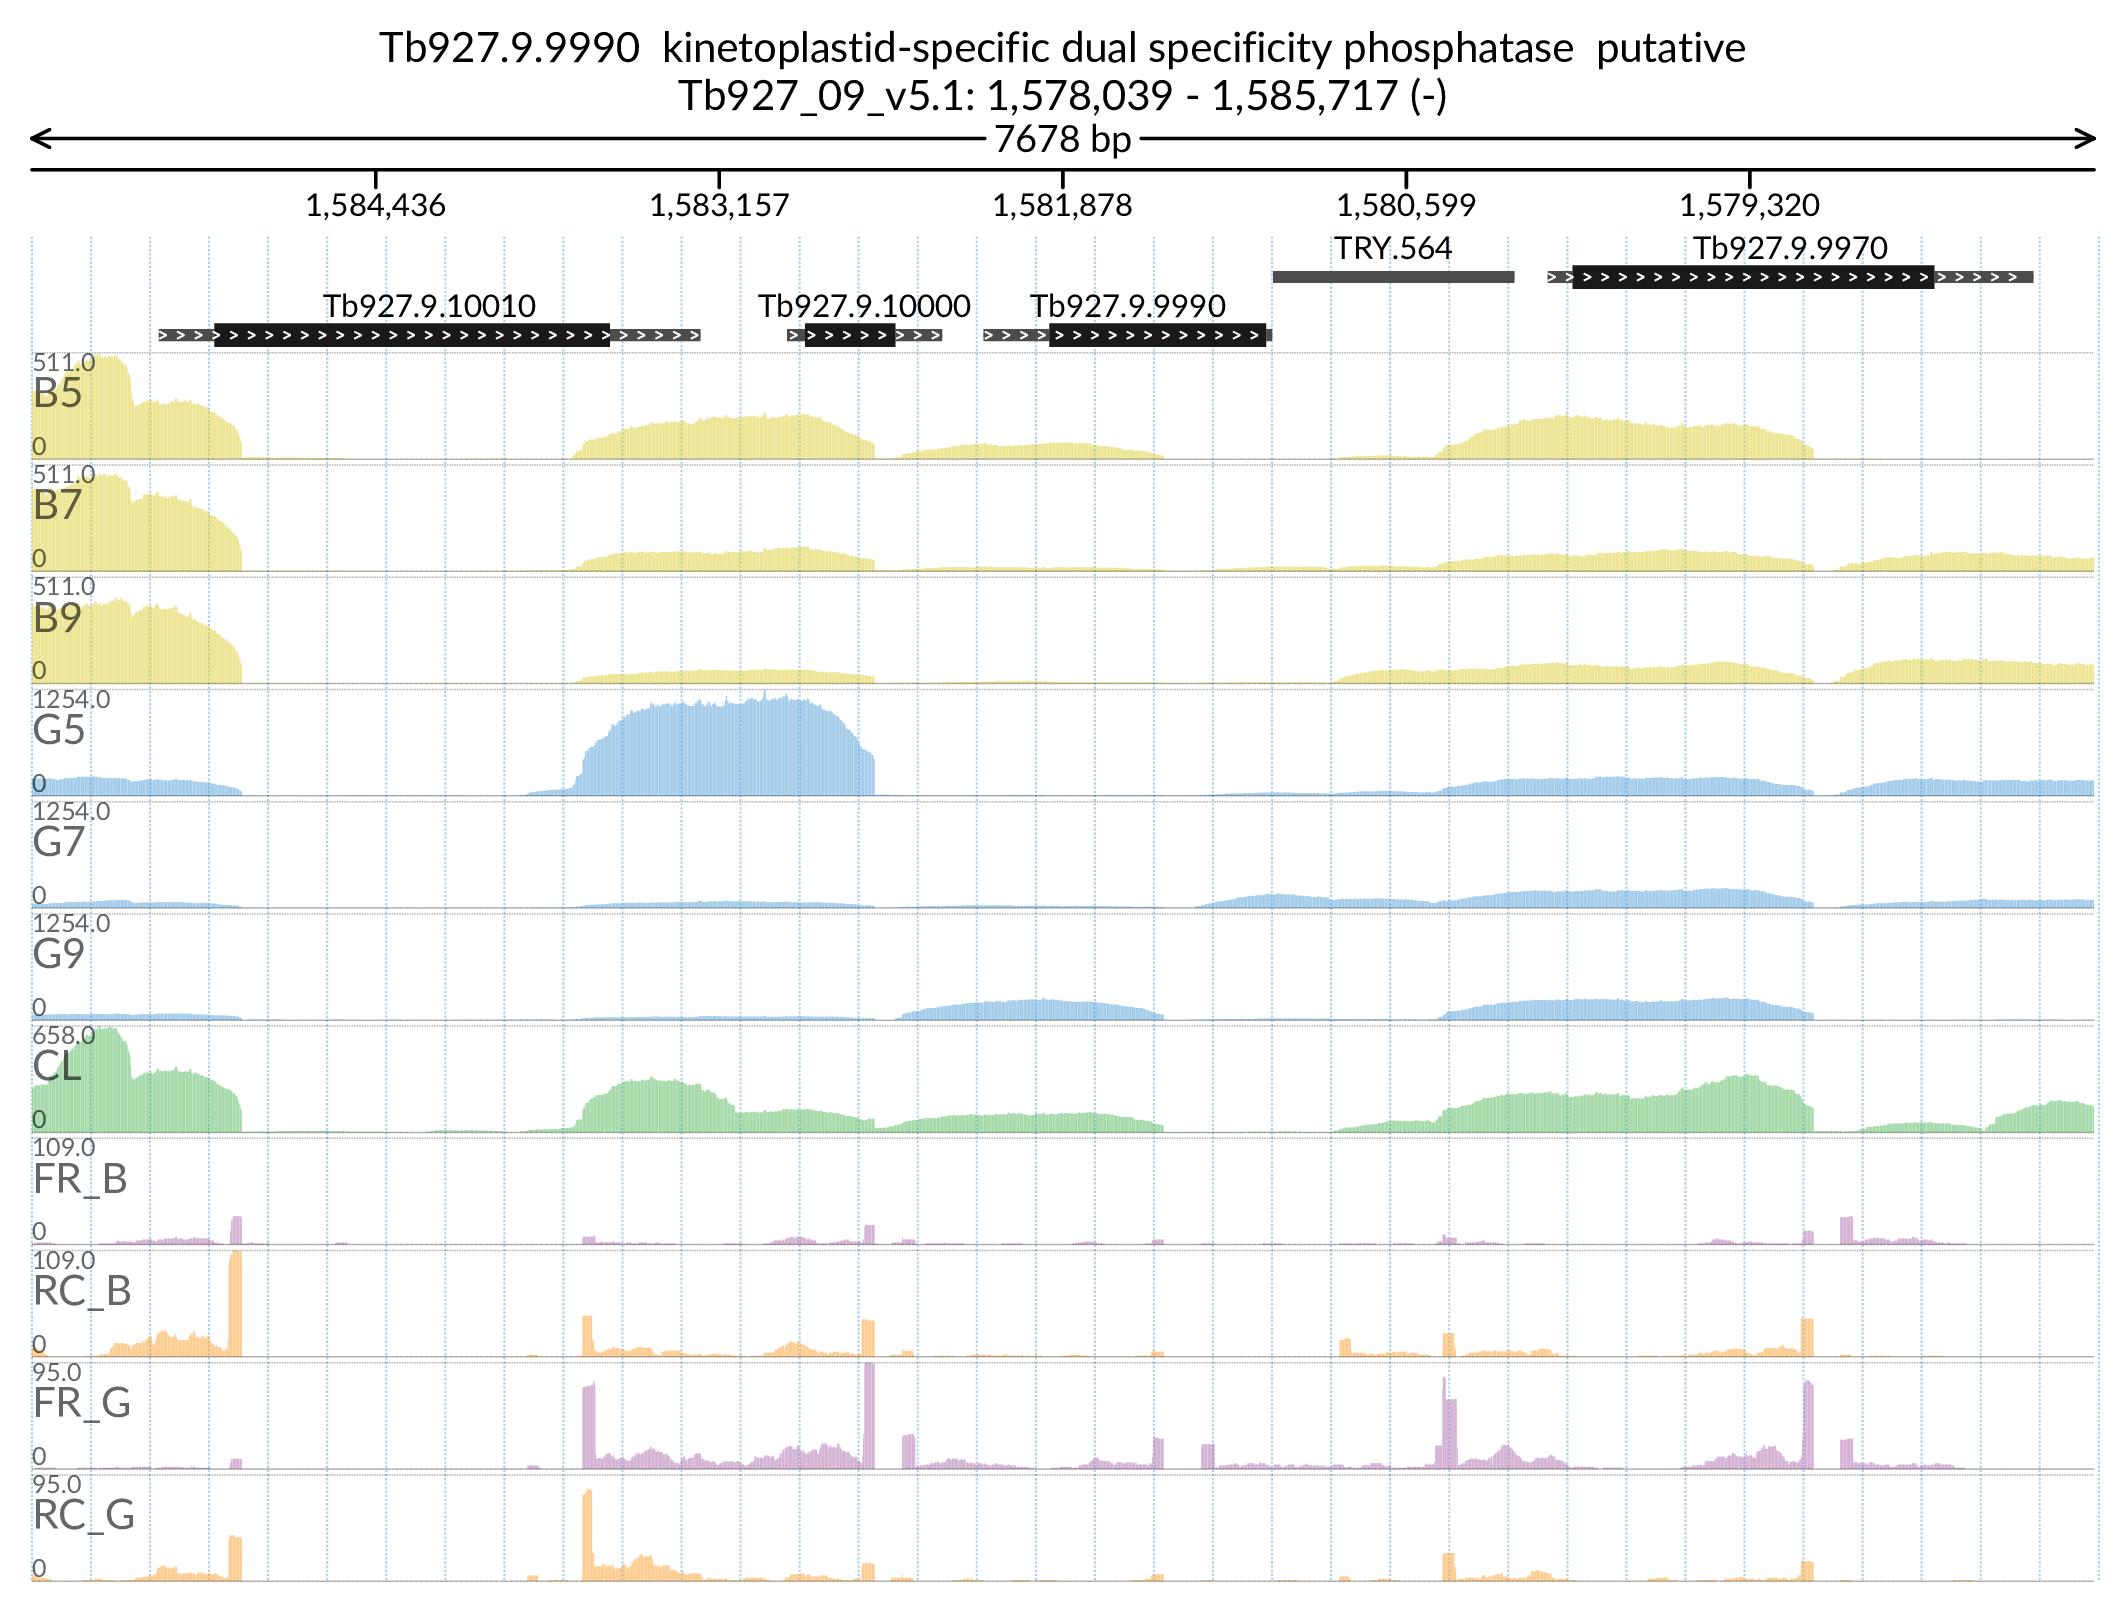 Tb927.9.9990  kinetoplastid-specific dual specificity phosphatase  putative
Tb927_09_v5.1: 1,578,039 - 1,585,717 (-)
7678 bp
1,584,436 1,583,157 1,581,878 1,580,599 1,579,320
TRY.564 Tb927.9.9970
Tb927.9.10010 Tb927.9.10000 Tb927.9.9990
511.0
B5
0
511.0
B7
0
511.0
B9
0
1254.0
G5
0
1254.0
G7
0
1254.0
G9
0
658.0
CL
0
109.0
FR_B
0
109.0
RC_B
0
95.0
FR_G
0
95.0
RC_G
0